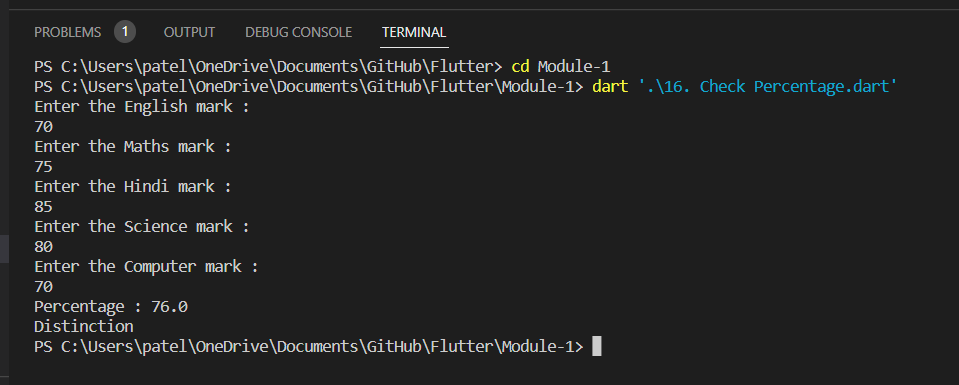 PROBLEMS 1 OUTPUT DEBUG CONSOLE TERMINAL
PS C:\Users\patel\OneDrive\Documents\GitHub\Flutter> cd Module-1
PS C:\Users\patel\OneDrive\Documents\GitHub\Flutter\Module-1> dart '.\16. Check Percentage.dart'
Enter the English mark :
70
Enter the Maths mark :
75
Enter the Hindi mark :
85
Enter the Science mark :
80
Enter the Computer mark :
70
Percentage : 76.0
Distinction
PS C:\Users\patel\OneDrive\Documents\GitHub\Flutter\Module-1>